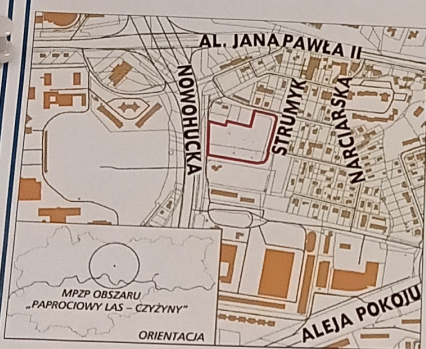 AL. JANA PAWŁA II
NOWOHUCKA
STRUMYK
NARCIARSKA
MPZP OBSZARU
„PAPROCIOWY LAS – CZYŻYNY"
ORIENTACJA
ALEJA POKOJU